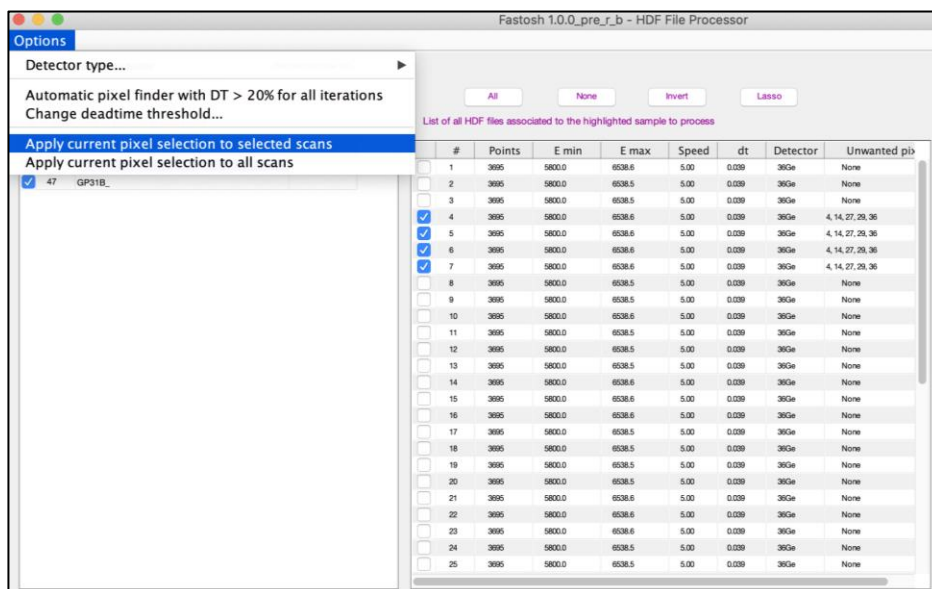 Fastosh 1.0.0_pre_r_b - HDF File Processor
Options
Detector type...
Automatic pixel finder with DT > 20% for all iterations
Change deadtime threshold...
Apply current pixel selection to selected scans
Apply current pixel selection to all scans
47 GP31B_
All None Invert Lasso
List of all HDF files associated to the highlighted sample to process
# Points E min E max Speed dt Detector Unwanted pix
1 3695 5800.0 6538.6 5.00 0.039 36Ge None
2 3695 5800.0 6538.5 5.00 0.039 36Ge None
3 3695 5800.0 6538.5 5.00 0.039 36Ge None
4 3695 5800.0 6538.6 5.00 0.039 36Ge 4, 14, 27, 29, 36
5 3695 5800.0 6538.6 5.00 0.039 36Ge 4, 14, 27, 29, 36
6 3695 5800.0 6538.6 5.00 0.039 36Ge 4, 14, 27, 29, 36
7 3695 5800.0 6538.6 5.00 0.039 36Ge 4, 14, 27, 29, 36
8 3695 5800.0 6538.5 5.00 0.039 36Ge None
9 3695 5800.0 6538.5 5.00 0.039 36Ge None
10 3695 5800.0 6538.6 5.00 0.039 36Ge None
11 3695 5800.0 6538.5 5.00 0.039 36Ge None
12 3695 5800.0 6538.5 5.00 0.039 36Ge None
13 3695 5800.0 6538.5 5.00 0.039 36Ge None
14 3695 5800.0 6538.6 5.00 0.039 36Ge None
15 3695 5800.0 6538.6 5.00 0.039 36Ge None
16 3695 5800.0 6538.5 5.00 0.039 36Ge None
17 3695 5800.0 6538.5 5.00 0.039 36Ge None
18 3695 5800.0 6538.5 5.00 0.039 36Ge None
19 3695 5800.0 6538.5 5.00 0.039 36Ge None
20 3695 5800.0 6538.5 5.00 0.039 36Ge None
21 3695 5800.0 6538.6 5.00 0.039 36Ge None
22 3695 5800.0 6538.6 5.00 0.039 36Ge None
23 3695 5800.0 6538.6 5.00 0.039 36Ge None
24 3695 5800.0 6538.5 5.00 0.039 36Ge None
25 3695 5800.0 6538.6 5.00 0.039 36Ge None